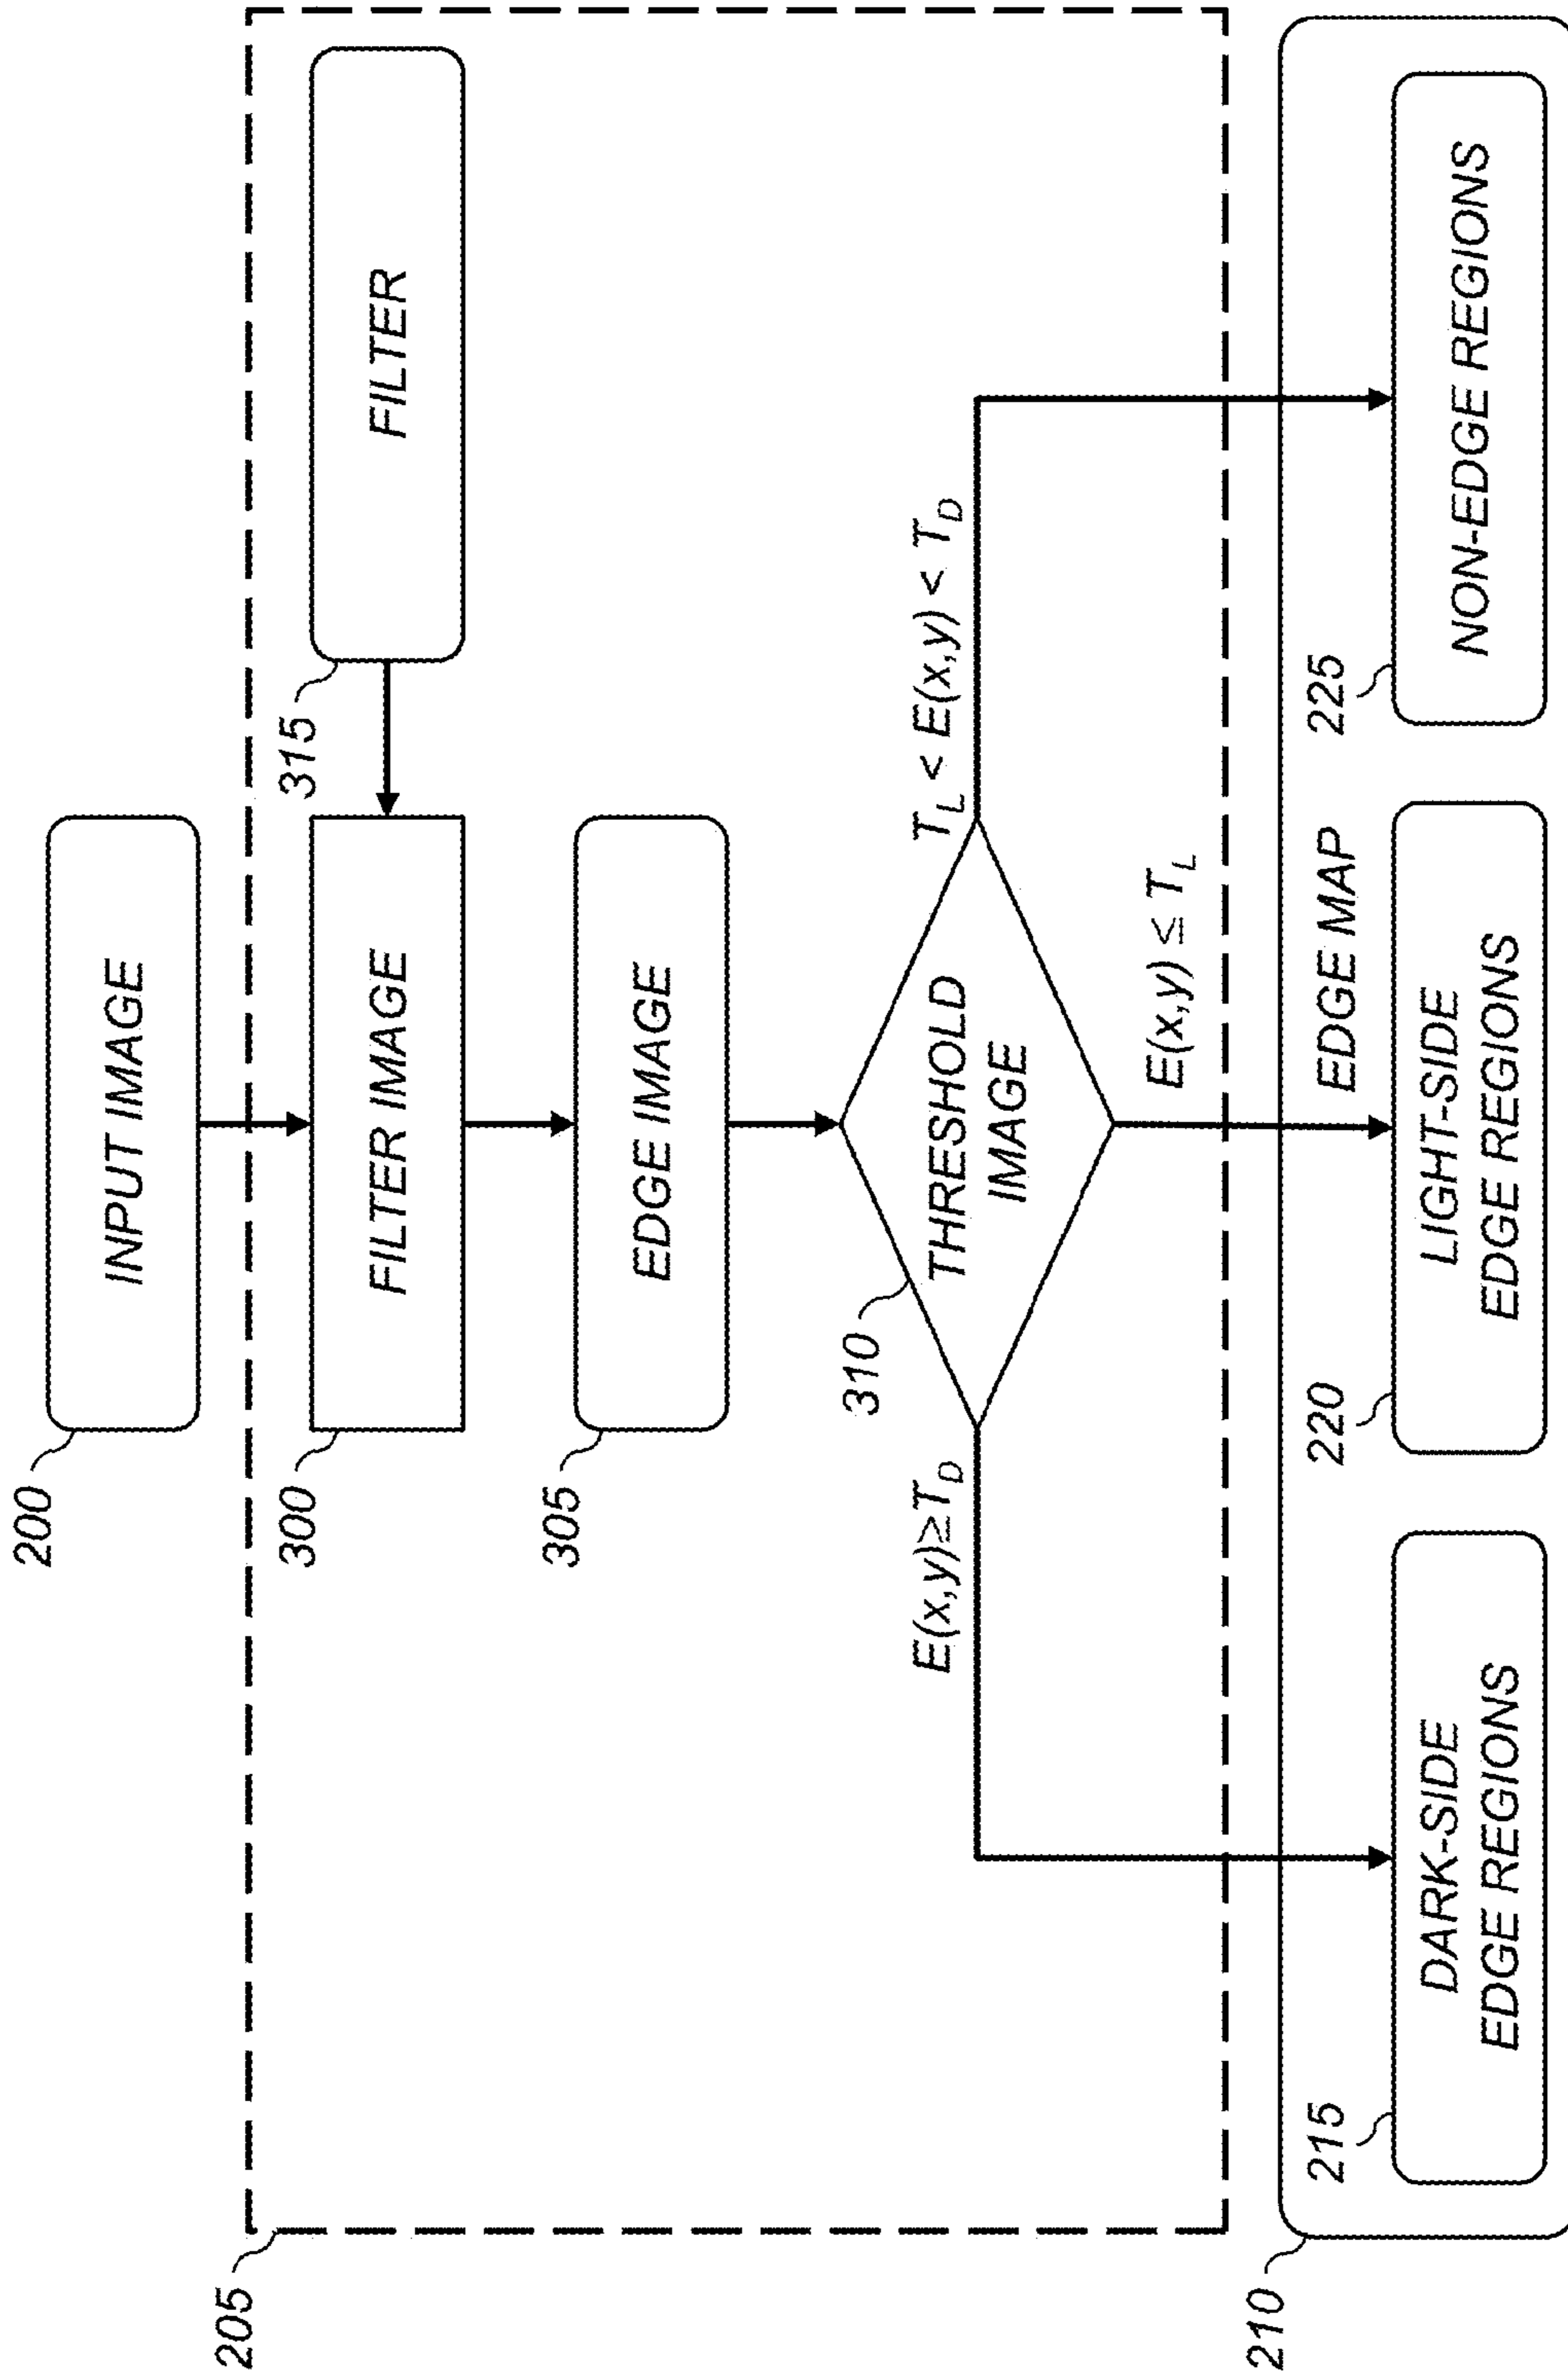 200
INPUT IMAGE
205
300
FILTER IMAGE
315
FILTER
305
EDGE IMAGE
310
THRESHOLD
IMAGE
E(x,y)≥T_D
T_L < E(x,y) < T_D
E(x,y) ≤ T_L
210
EDGE MAP
215
DARK-SIDE
EDGE REGIONS
220
LIGHT-SIDE
EDGE REGIONS
225
NON-EDGE REGIONS